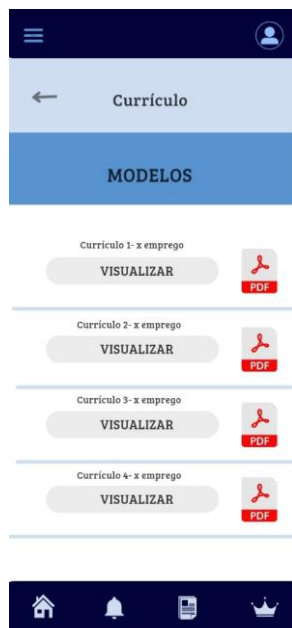 Currículo
MODELOS
Currículo 1- x emprego
VISUALIZAR
PDF
Currículo 2- x emprego
VISUALIZAR
PDF
Currículo 3- x emprego
VISUALIZAR
PDF
Currículo 4- x emprego
VISUALIZAR
PDF